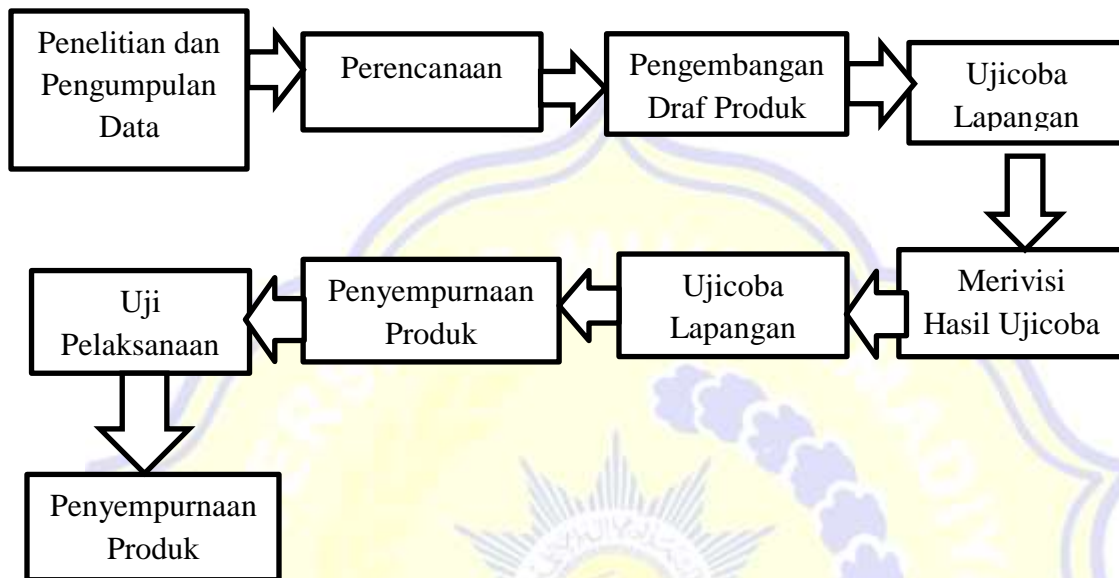 Penelitian dan
Pengumpulan
Data
Perencanaan
Pengembangan
Draf Produk
Ujicoba
Lapangan
Merivisi
Hasil Ujicoba
Ujicoba
Lapangan
Penyempurnaan
Produk
Uji
Pelaksanaan
Penyempurnaan
Produk